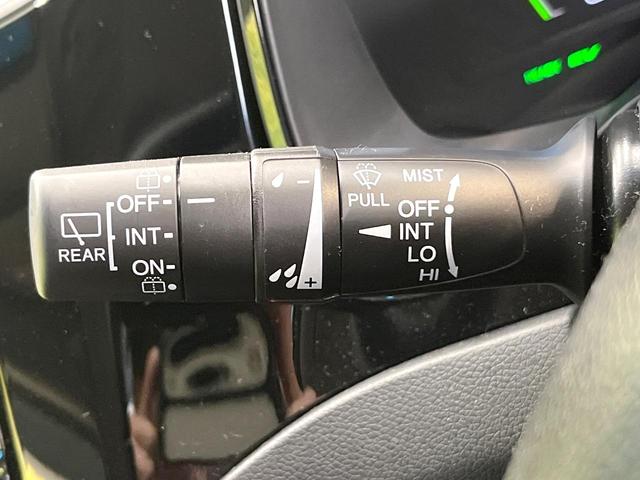 OFF
INT
REAR
ON
-
+
PULL
MIST
OFF
INT
LO
HI